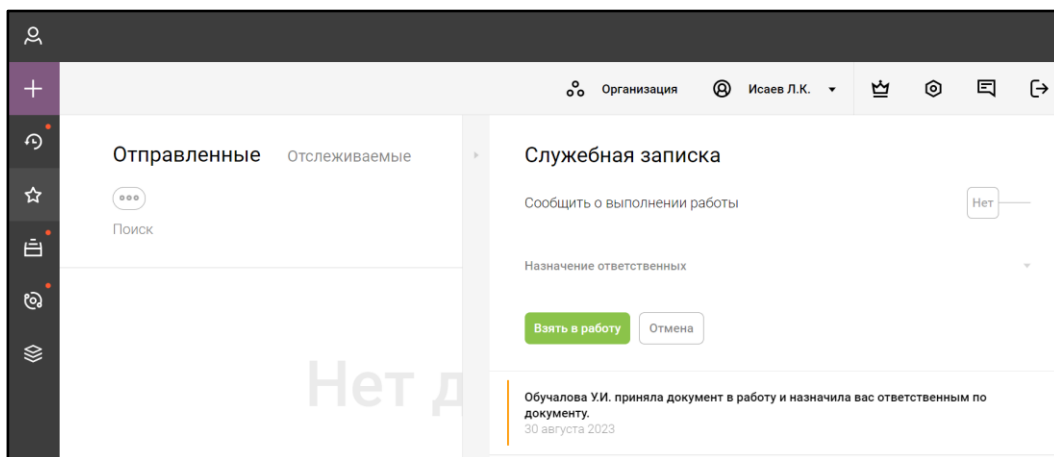 Организация
Исаев Л.К.
Отправленные Отслеживаемые
Поиск
Нет
Служебная записка
Сообщить о выполнении работы
Нет
Назначение ответственных
Взять в работу
Отмена
Обучалова У.И. приняла документ в работу и назначила вас ответственным по
документу.
30 августа 2023